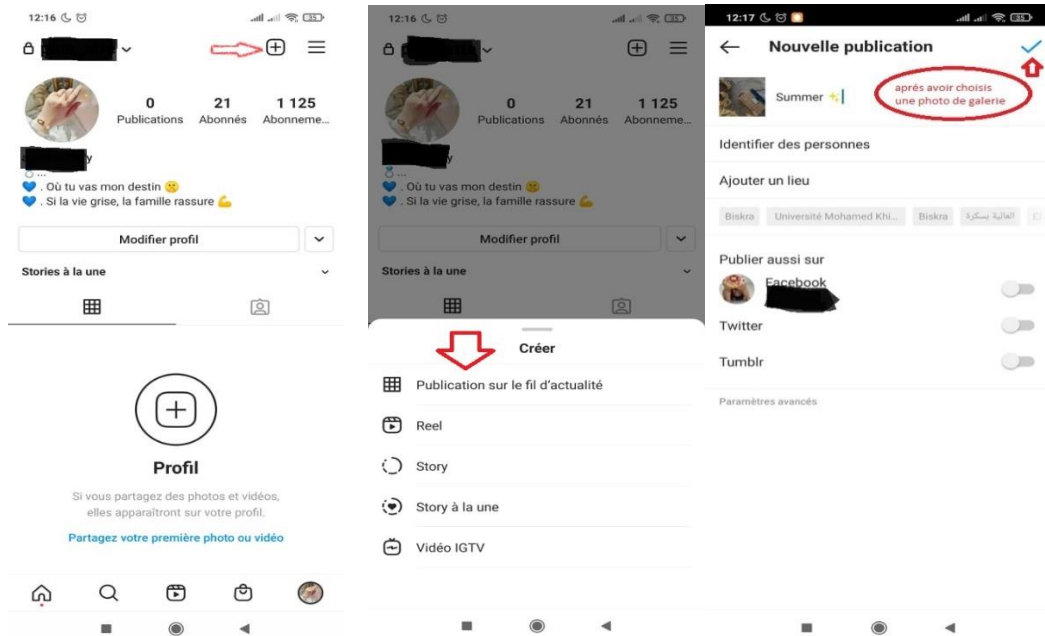 12:16
35
0
21
1 125
Publications
Abonnés
Abonneme...
y
...
. Où tu vas mon destin
. Si la vie grise, la famille rassure
Modifier profil
Stories à la une
Profil
Si vous partagez des photos et vidéos,
elles apparaîtront sur votre profil.
Partagez votre première photo ou vidéo
12:16
35
0
21
1 125
Publications
Abonnés
Abonneme...
y
...
. Où tu vas mon destin
. Si la vie grise, la famille rassure
Modifier profil
Stories à la une
Créer
Publication sur le fil d'actualité
Reel
Story
Story à la une
Vidéo IGTV
12:17
35
Nouvelle publication
Summer
aprés avoir choisis
une photo de galerie
Identifier des personnes
Ajouter un lieu
Biskra
Université Mohamed Khi...
Biskra
العالية بسكرة
Publier aussi sur
Facebook
Twitter
Tumblr
Paramètres avancés